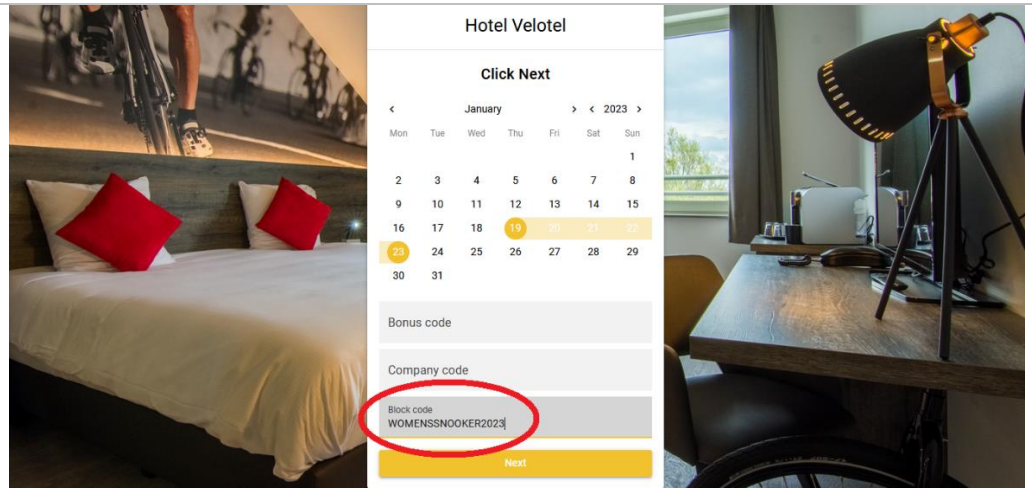 Hotel Velotel
Click Next
‹ January › ‹ 2023 ›
Mon Tue Wed Thu Fri Sat Sun
1
2 3 4 5 6 7 8
9 10 11 12 13 14 15
16 17 18 19 20 21 22
23 24 25 26 27 28 29
30 31
Bonus code
Company code
Block code
WOMENSSNOOKER2023
Next